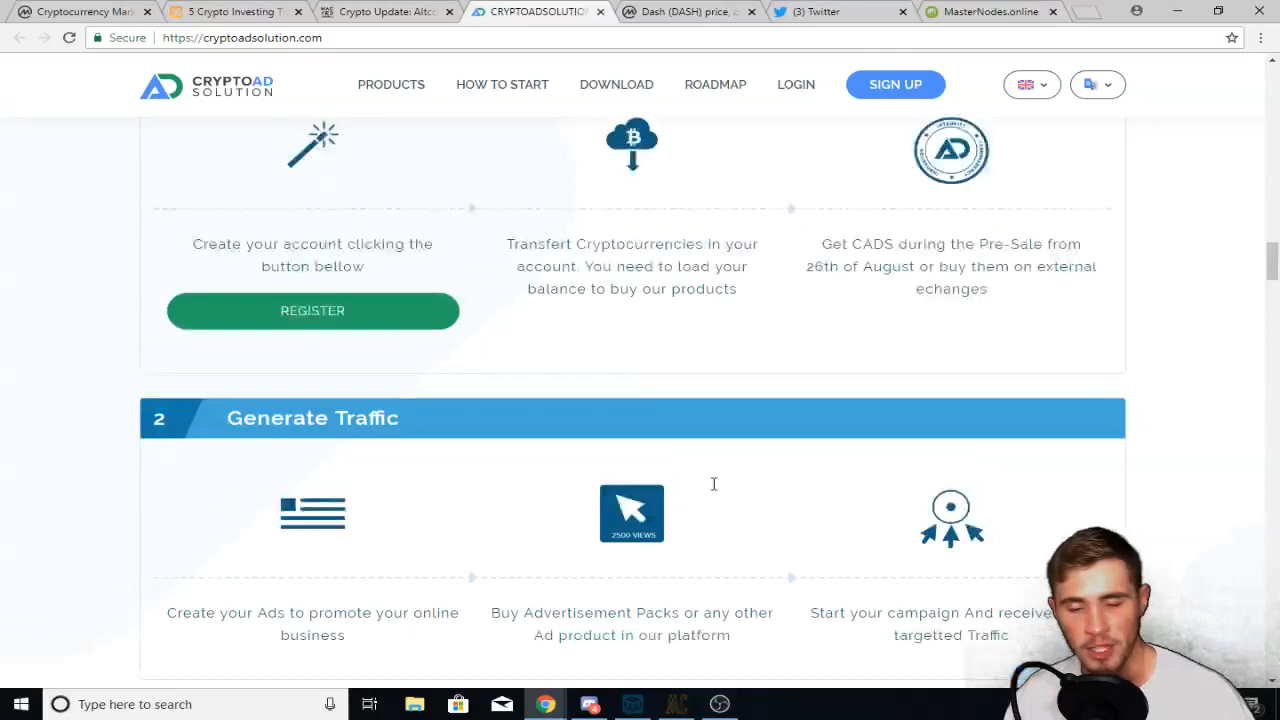 Cryptocurrency Mark
5 Crypto Investing Tr
Crypto Update: Altco
CRYPTOADSOLUTION
Dash (DASH) price, c
(3) Twitter
MasterNodes.online
Secure
https://cryptoadsolution.com
CRYPTOAD
SOLUTION
PRODUCTS
HOW TO START
DOWNLOAD
ROADMAP
LOGIN
SIGN UP
Create your account clicking the
button bellow
REGISTER
Transfert Cryptocurrencies in your
account. You need to load your
balance to buy our products
Get CADS during the Pre-Sale from
26th of August or buy them on external
echanges
2 Generate Traffic
2500 VIEWS
Create your Ads to promote your online
business
Buy Advertisement Packs or any other
Ad product in our platform
Start your campaign And receive
targetted Traffic
Type here to search